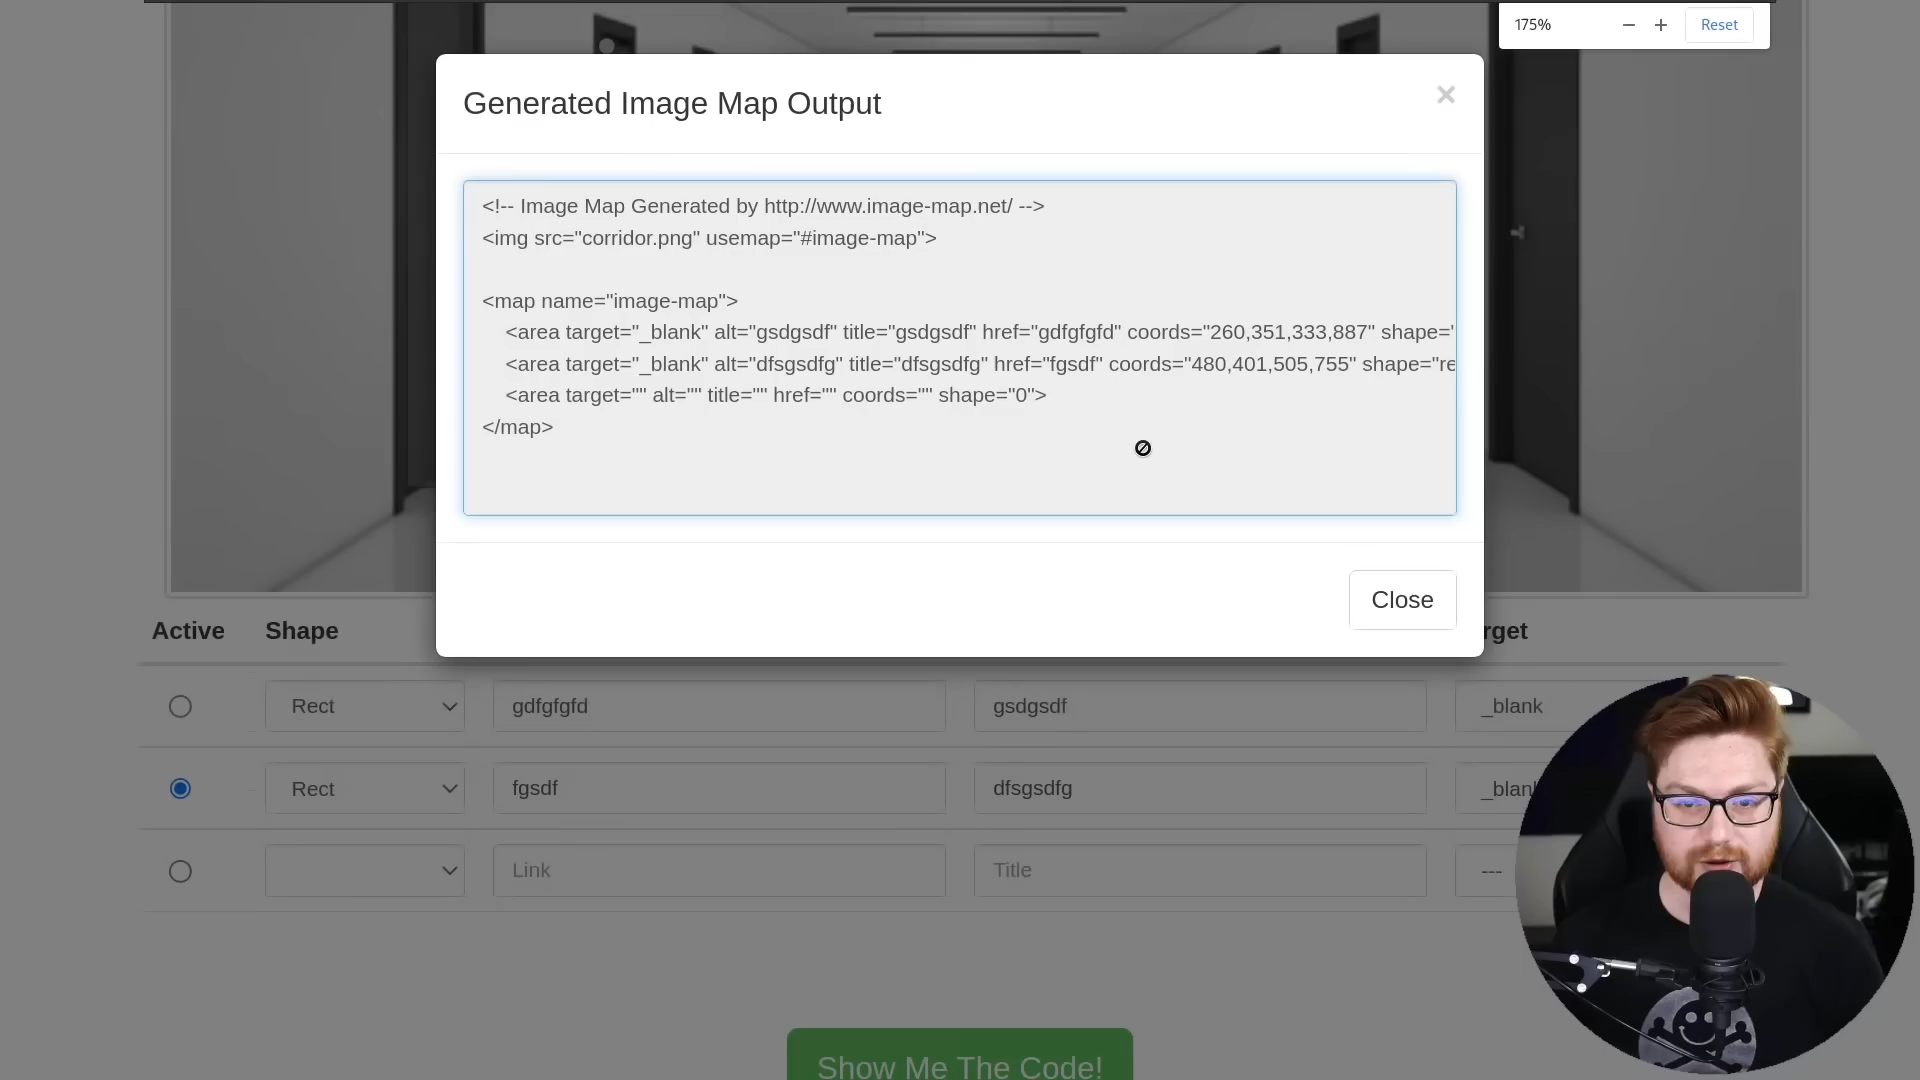 175%
Reset
Generated Image Map Output
×
<!-- Image Map Generated by http://www.image-map.net/ -->
<img src="corridor.png" usemap="#image-map">
<map name="image-map">
<area target="_blank" alt="gsdgsdf" title="gsdgsdf" href="gdfgfgfd" coords="260,351,333,887" shape="
<area target="_blank" alt="dfsgsdfg" title="dfsgsdfg" href="fgsdf" coords="480,401,505,755" shape="re
<area target="" alt="" title="" href="" coords="" shape="0">
</map>
Close
Active Shape rget
Rect gdfgfgfd gsdgsdf _blank
Rect fgsdf dfsgsdfg _blank
Link Title ---
Show Me The Code!